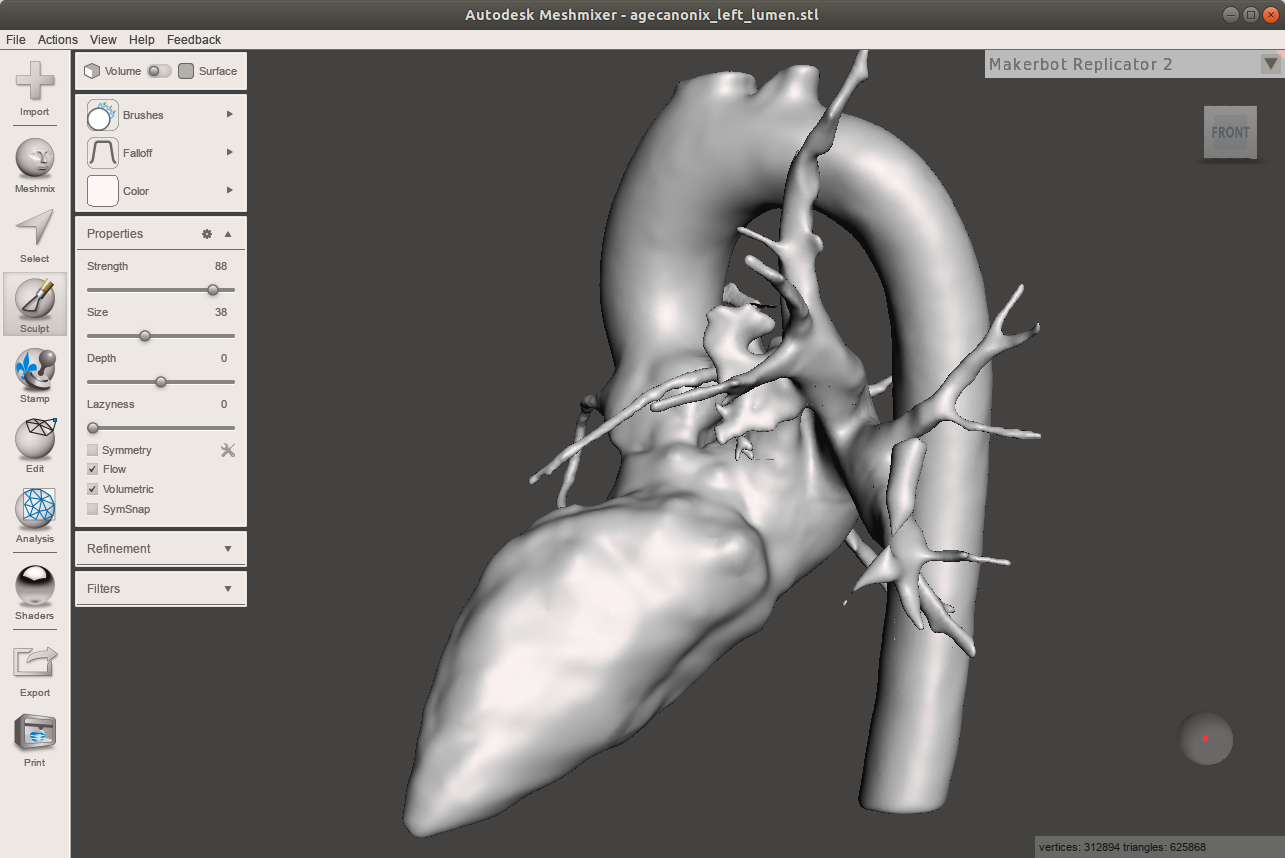 Autodesk Meshmixer - agecanonix_left_lumen.stl
File Actions View Help Feedback
Import
Meshmix
Select
Sculpt
Stamp
Edit
Analysis
Shaders
Export
Print
Volume Surface
Brushes
Falloff
Color
Properties
Strength 88
Size 38
Depth 0
Lazyness 0
Symmetry
Flow
Volumetric
SymSnap
Refinement
Filters
Makerbot Replicator 2
FRONT
vertices: 312894 triangles: 625868